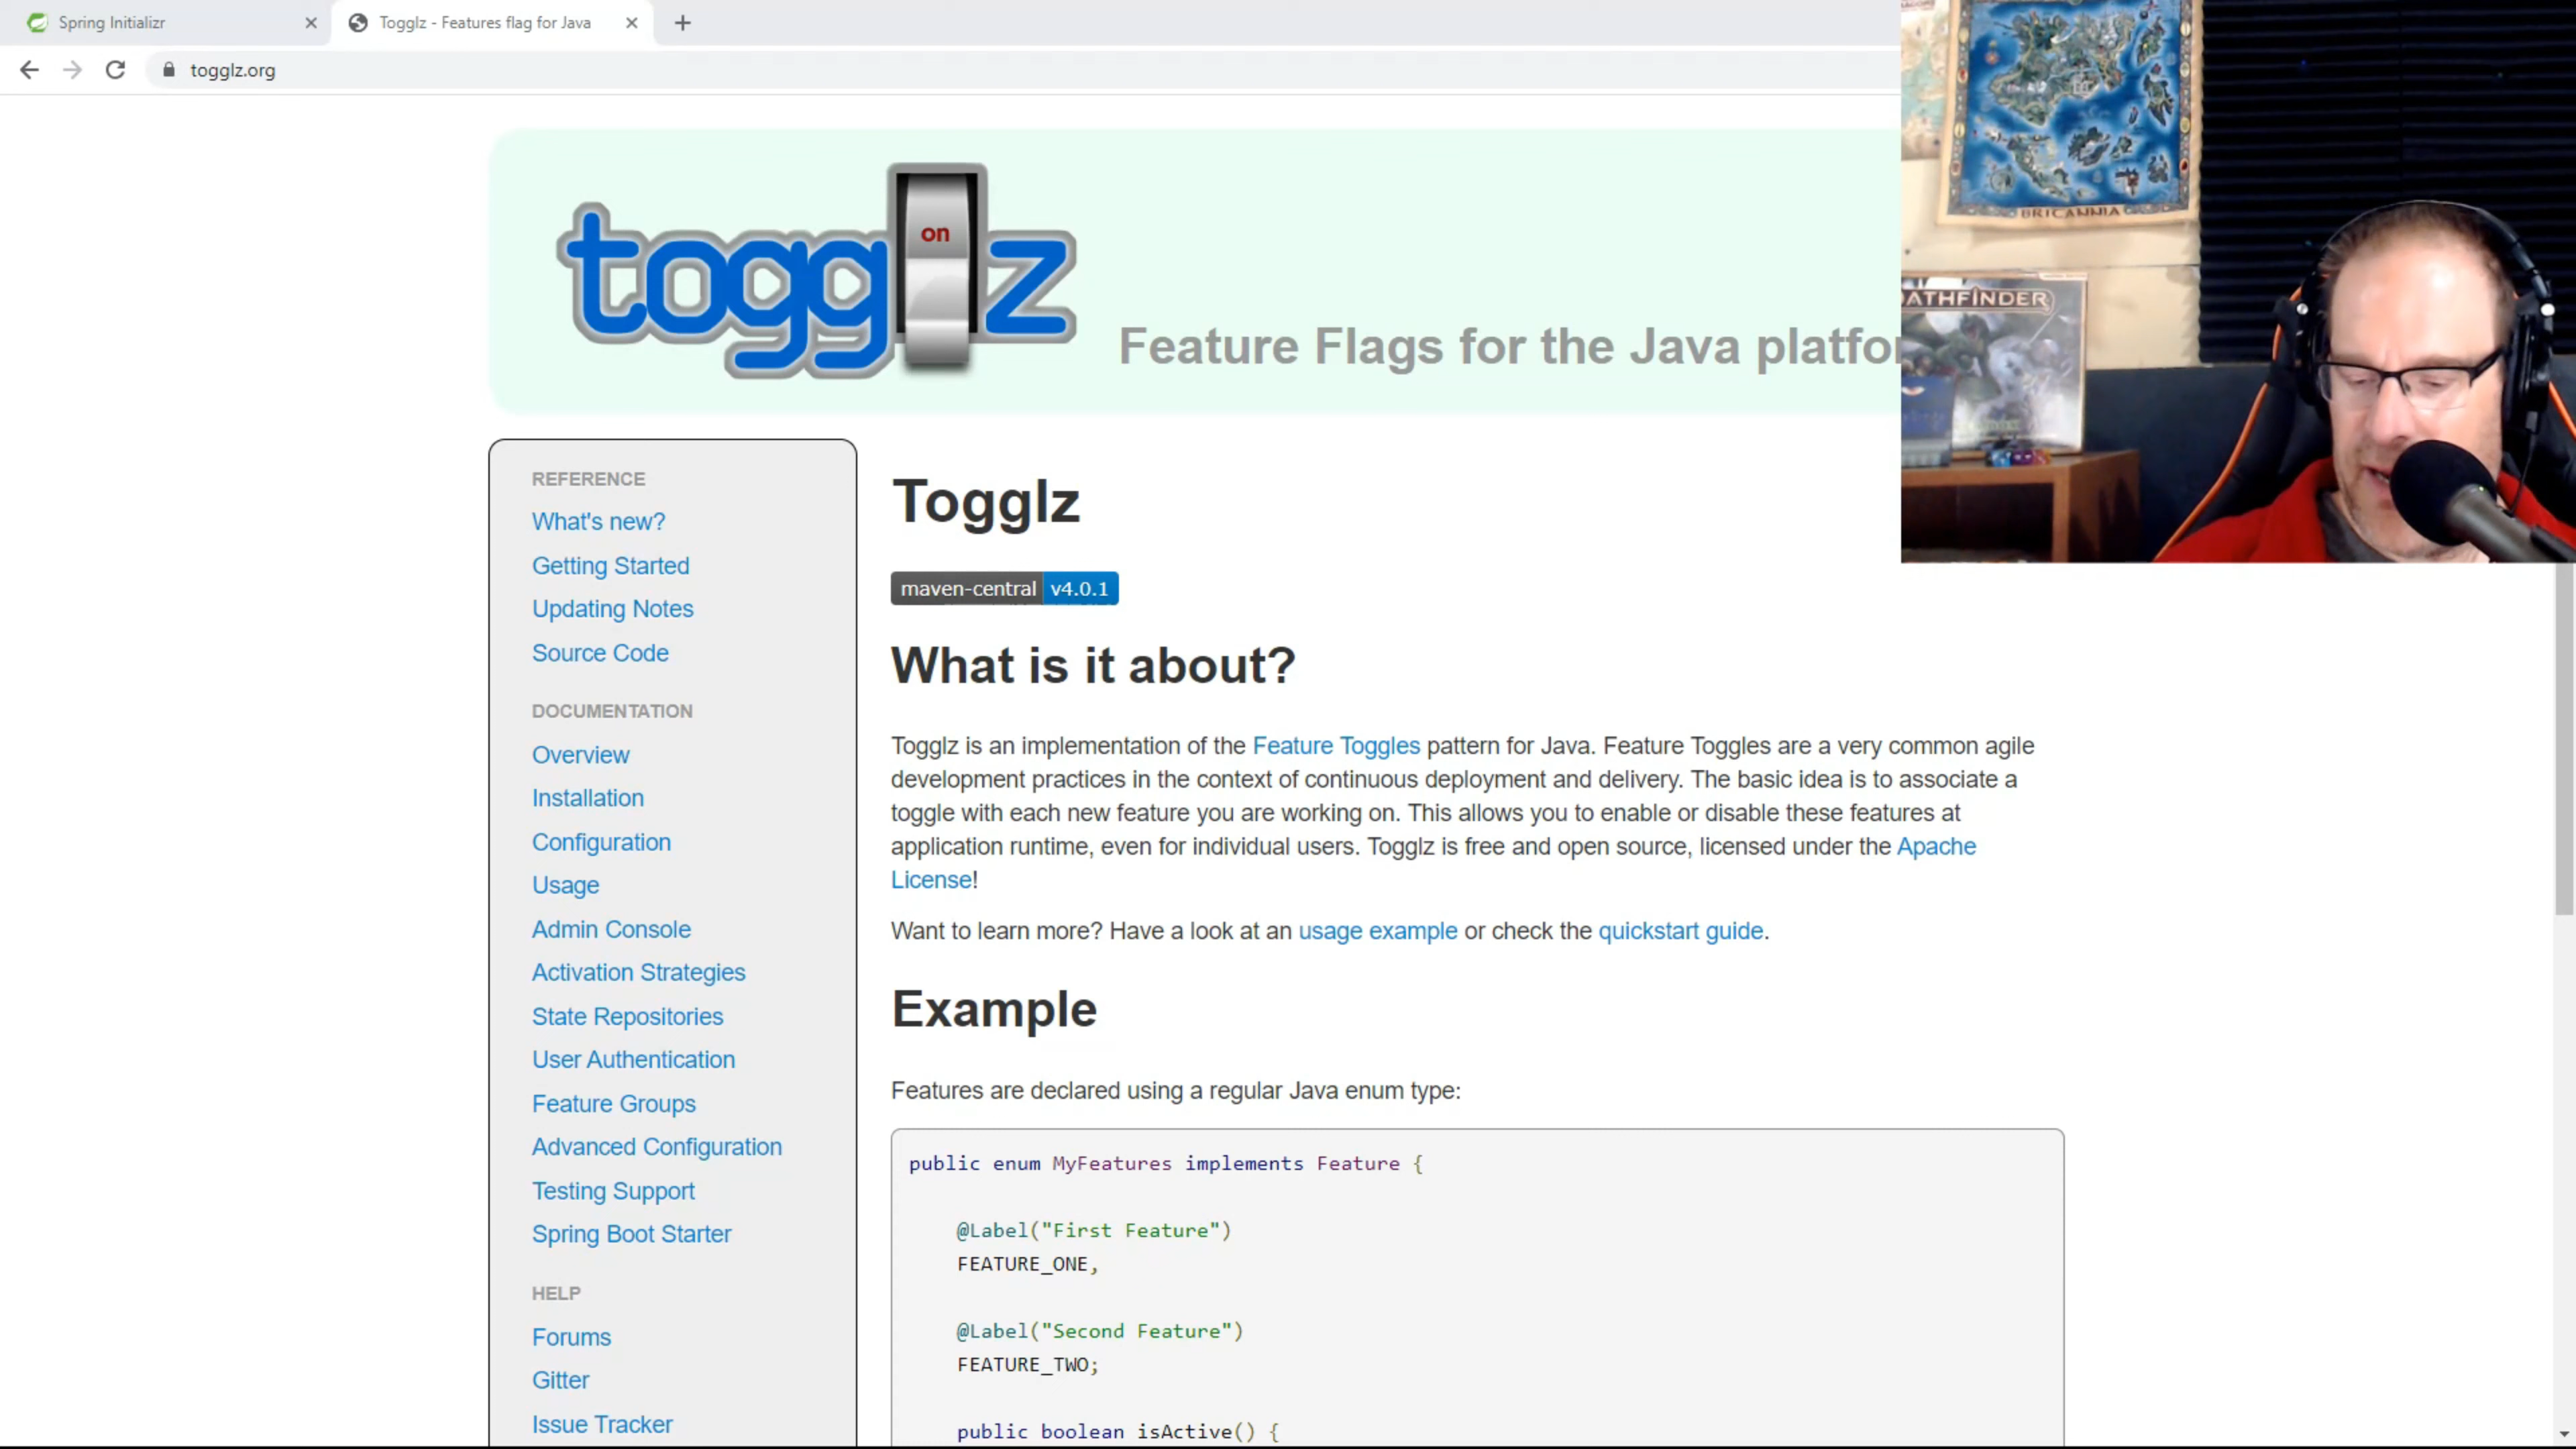 Spring Initializr
Togglz - Features flag for Java
togglz.org
togglz
on
Feature Flags for the Java platfor
BRITANNIA
ATHFINDER
REFERENCE
What's new?
Getting Started
Updating Notes
Source Code
DOCUMENTATION
Overview
Installation
Configuration
Usage
Admin Console
Activation Strategies
State Repositories
User Authentication
Feature Groups
Advanced Configuration
Testing Support
Spring Boot Starter
HELP
Forums
Gitter
Issue Tracker
Togglz
maven-central v4.0.1
What is it about?
Togglz is an implementation of the Feature Toggles pattern for Java. Feature Toggles are a very common agile
development practices in the context of continuous deployment and delivery. The basic idea is to associate a
toggle with each new feature you are working on. This allows you to enable or disable these features at
application runtime, even for individual users. Togglz is free and open source, licensed under the Apache
License!
Want to learn more? Have a look at an usage example or check the quickstart guide.
Example
Features are declared using a regular Java enum type:
public enum MyFeatures implements Feature {
@Label("First Feature")
FEATURE_ONE,
@Label("Second Feature")
FEATURE_TWO;
public boolean isActive() {